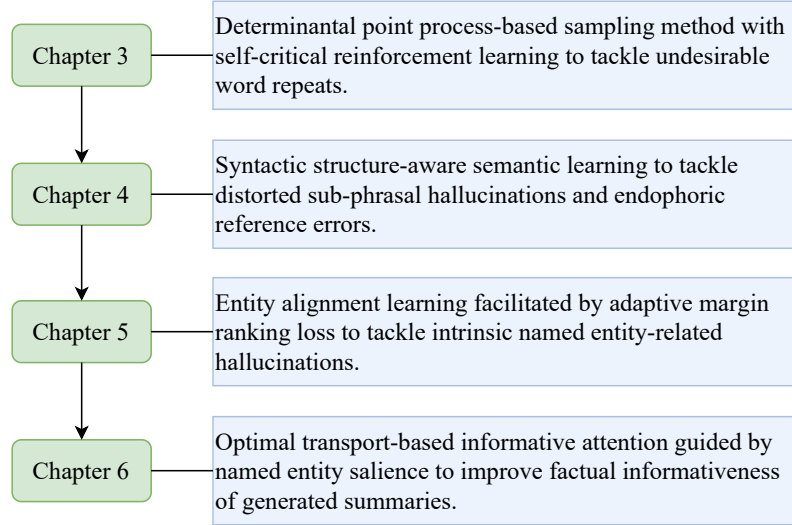 Chapter 3
Determinantal point process-based sampling method with
self-critical reinforcement learning to tackle undesirable
word repeats.
Chapter 4
Syntactic structure-aware semantic learning to tackle
distorted sub-phrasal hallucinations and endophoric
reference errors.
Chapter 5
Entity alignment learning facilitated by adaptive margin
ranking loss to tackle intrinsic named entity-related
hallucinations.
Chapter 6
Optimal transport-based informative attention guided by
named entity salience to improve factual informativeness
of generated summaries.